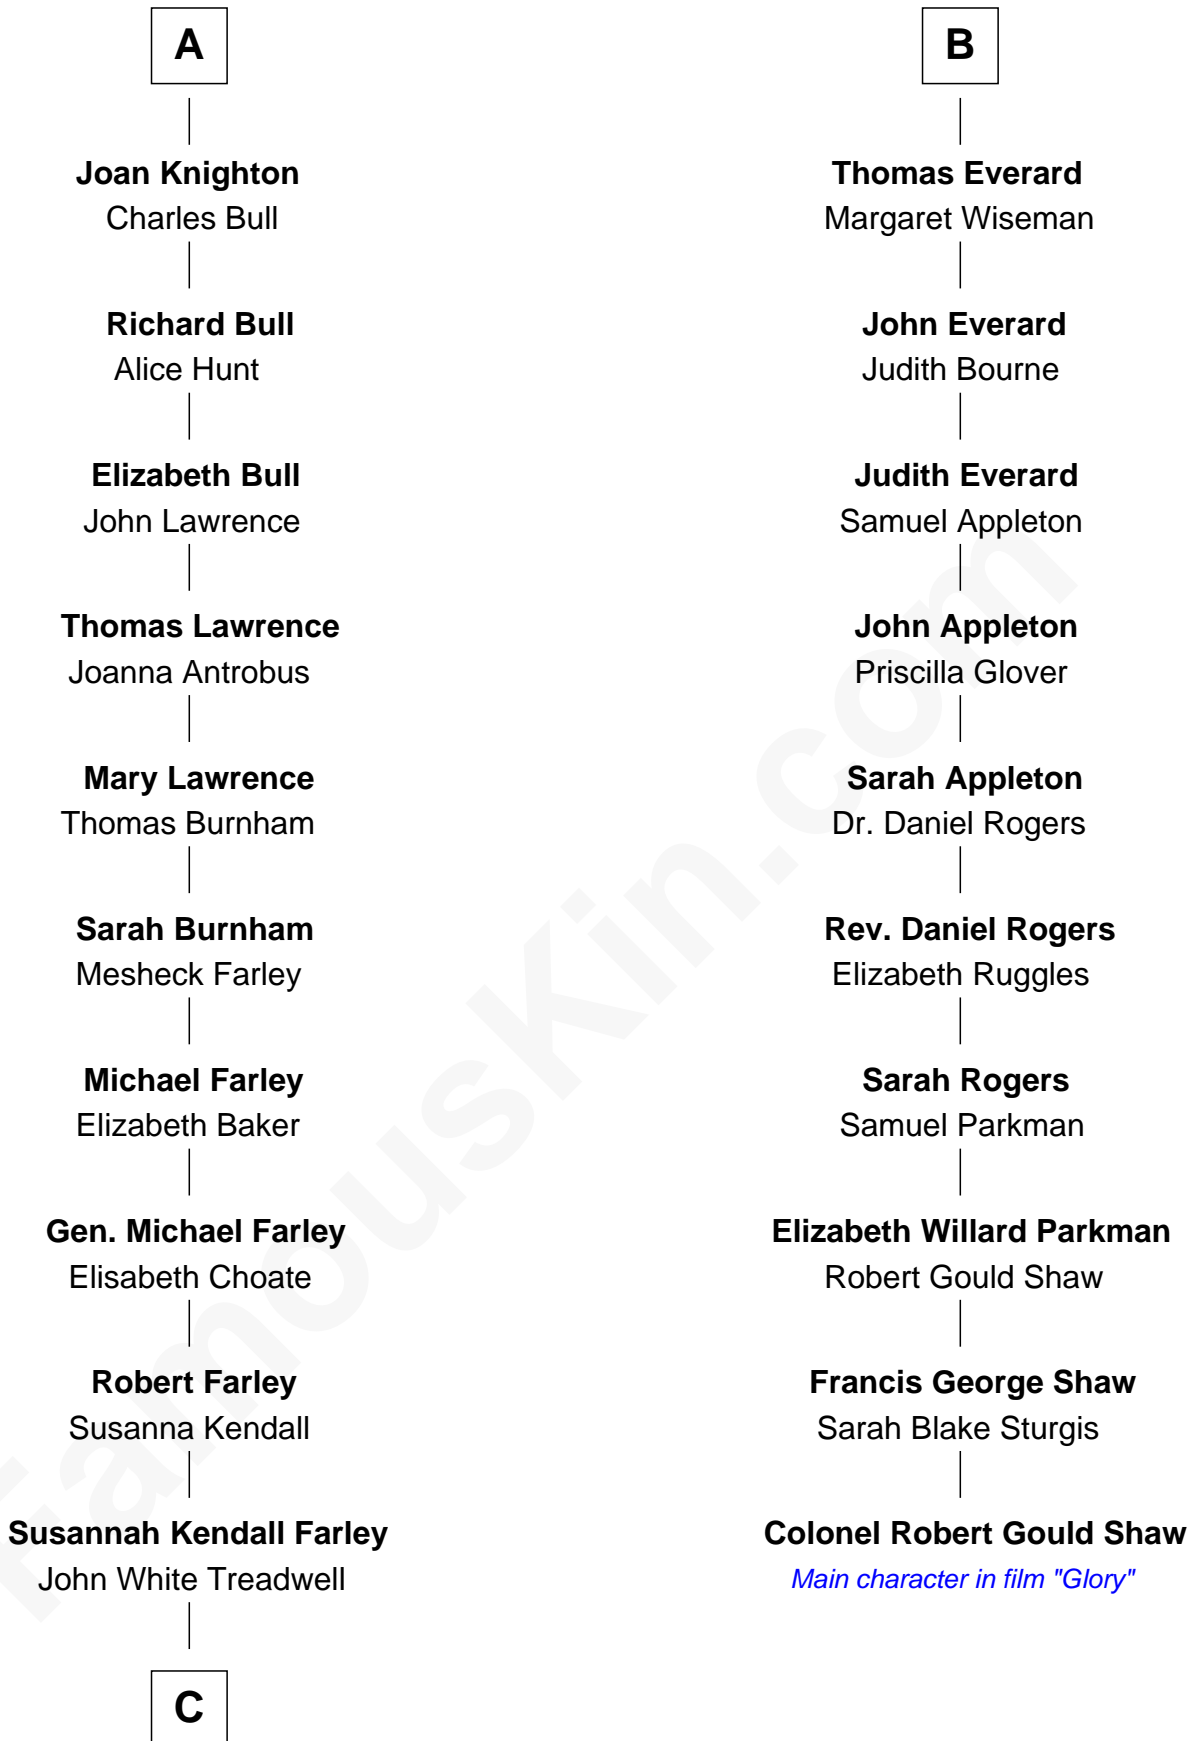 A
Joan Knighton
Charles Bull
Richard Bull
Alice Hunt
Elizabeth Bull
John Lawrence
Thomas Lawrence
Joanna Antrobus
Mary Lawrence
Thomas Burnham
Sarah Burnham
Mesheck Farley
Michael Farley
Elizabeth Baker
Gen. Michael Farley
Elisabeth Choate
Robert Farley
Susanna Kendall
Susannah Kendall Farley
John White Treadwell
C
B
Thomas Everard
Margaret Wiseman
John Everard
Judith Bourne
Judith Everard
Samuel Appleton
John Appleton
Priscilla Glover
Sarah Appleton
Dr. Daniel Rogers
Rev. Daniel Rogers
Elizabeth Ruggles
Sarah Rogers
Samuel Parkman
Elizabeth Willard Parkman
Robert Gould Shaw
Francis George Shaw
Sarah Blake Sturgis
Colonel Robert Gould Shaw
Main character in film "Glory"
FamousKin.com